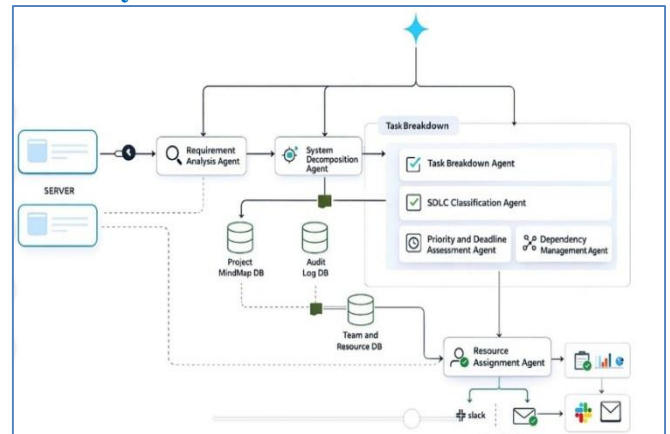 Task Breakdown
Requirement
Analysis Agent
System
Decomposition
Agent
Task Breakdown Agent
SERVER
SDLC Classification Agent
Priority and Deadline
Assessment Agent
Dependency
Management Agent
Project
MindMap DB
Audit
Log DB
Team and
Resource DB
Resource
Assignment Agent
slack